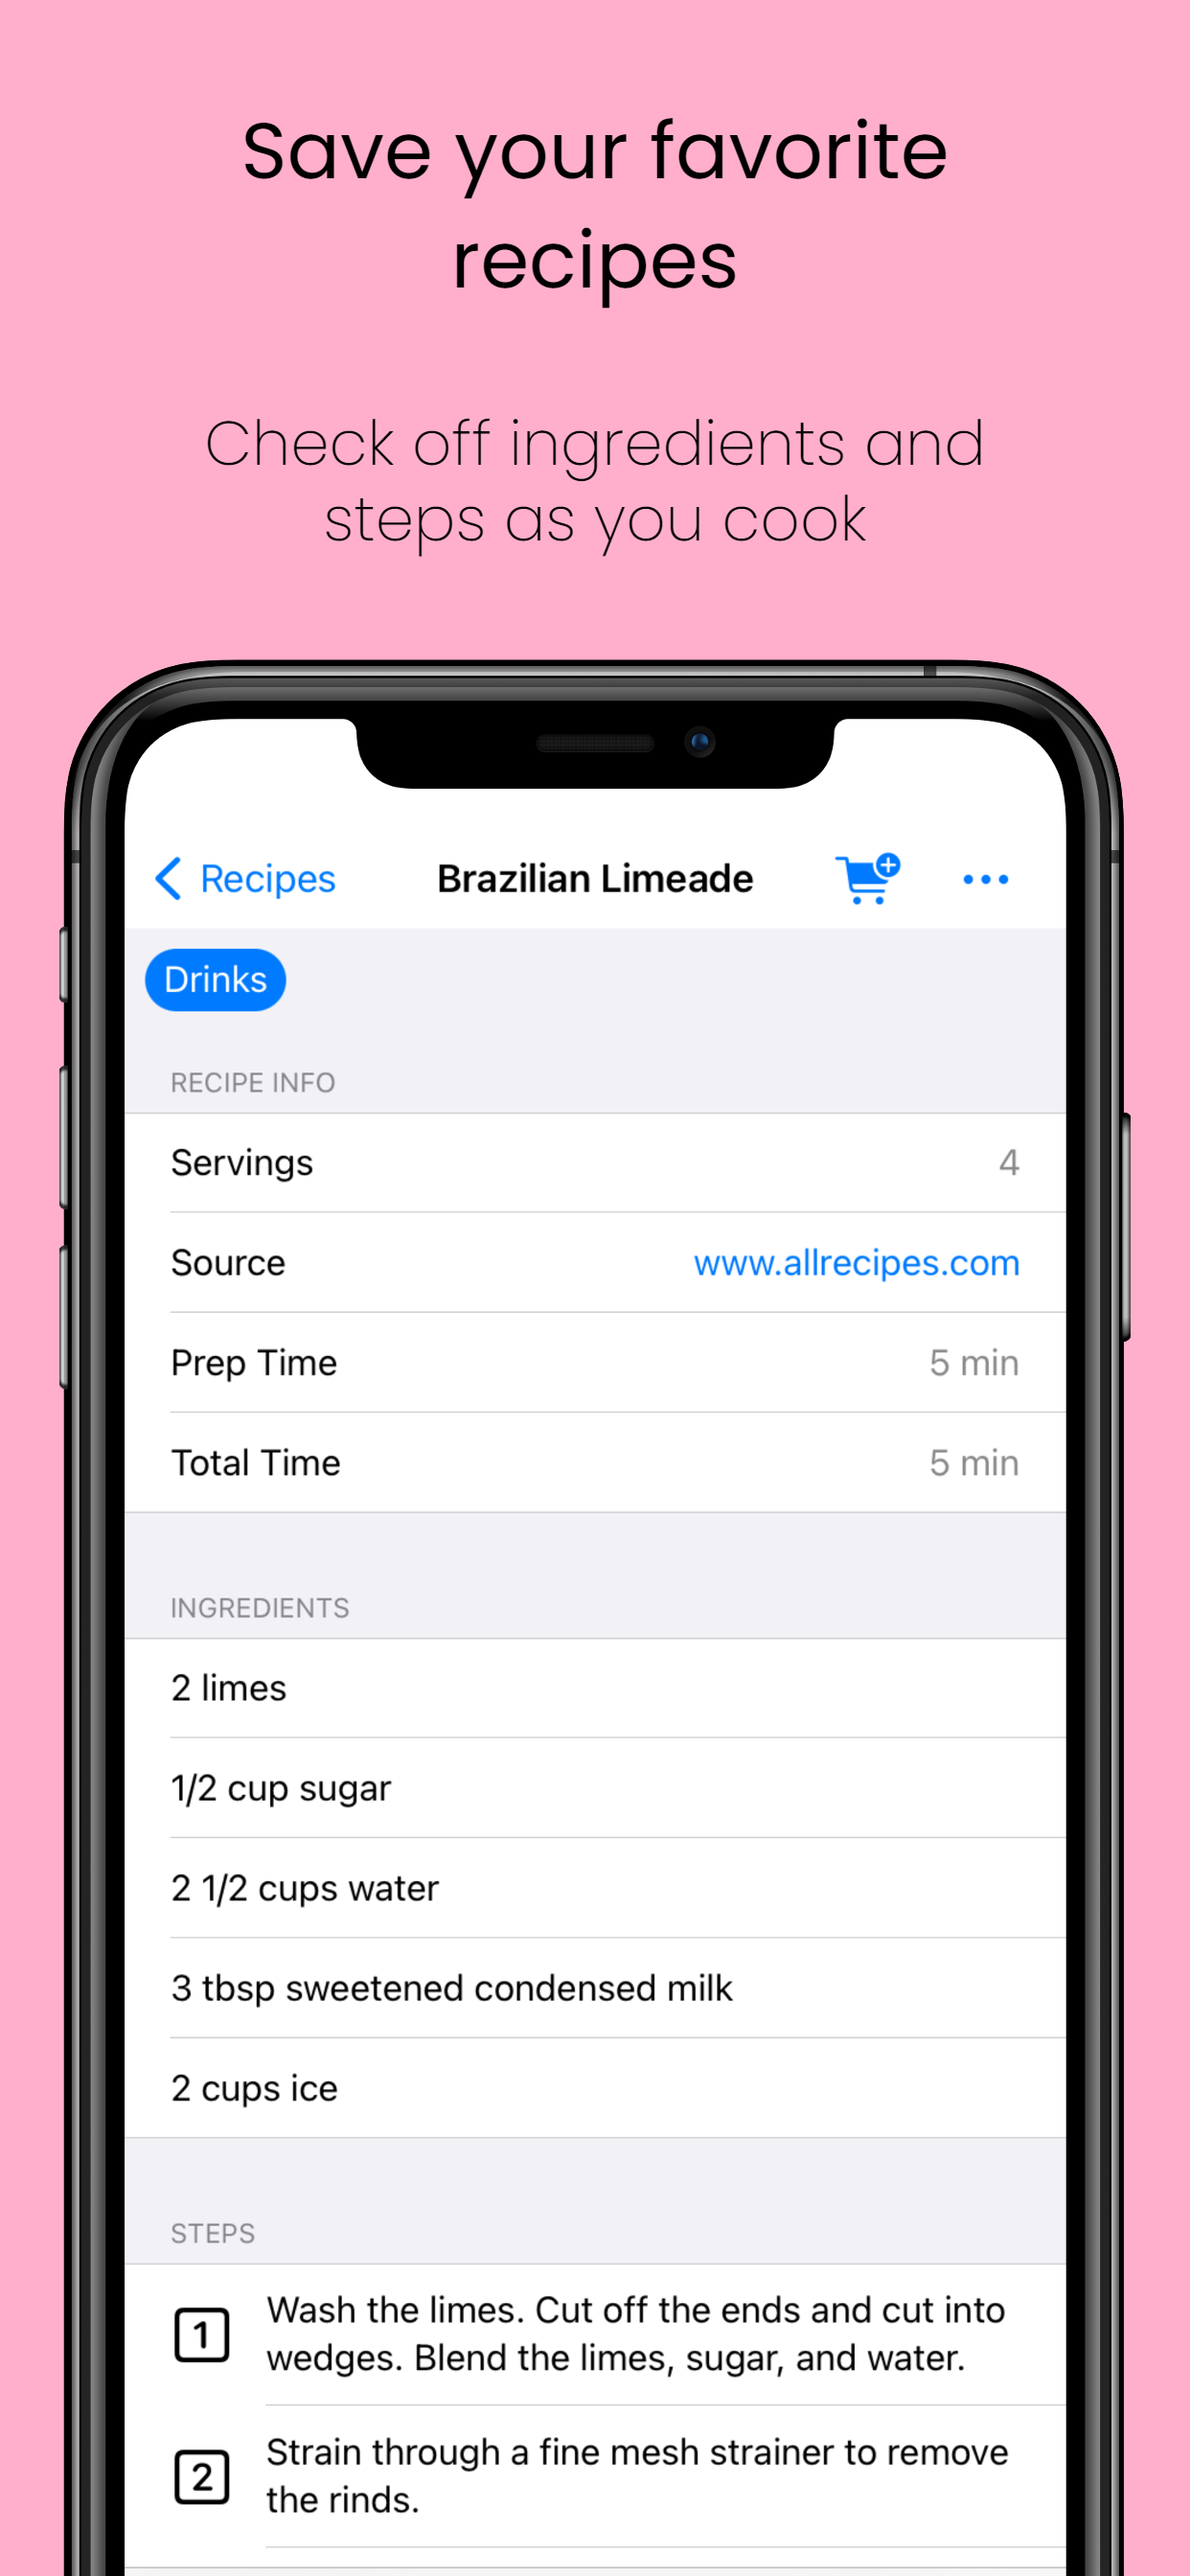 Save your favorite
recipes
Check off ingredients and
steps as you cook
Recipes Brazilian Limeade
Drinks
RECIPE INFO
Servings 4
Source www.allrecipes.com
Prep Time 5 min
Total Time 5 min
INGREDIENTS
2 limes
1/2 cup sugar
2 1/2 cups water
3 tbsp sweetened condensed milk
2 cups ice
STEPS
1 Wash the limes. Cut off the ends and cut into
wedges. Blend the limes, sugar, and water.
2 Strain through a fine mesh strainer to remove
the rinds.